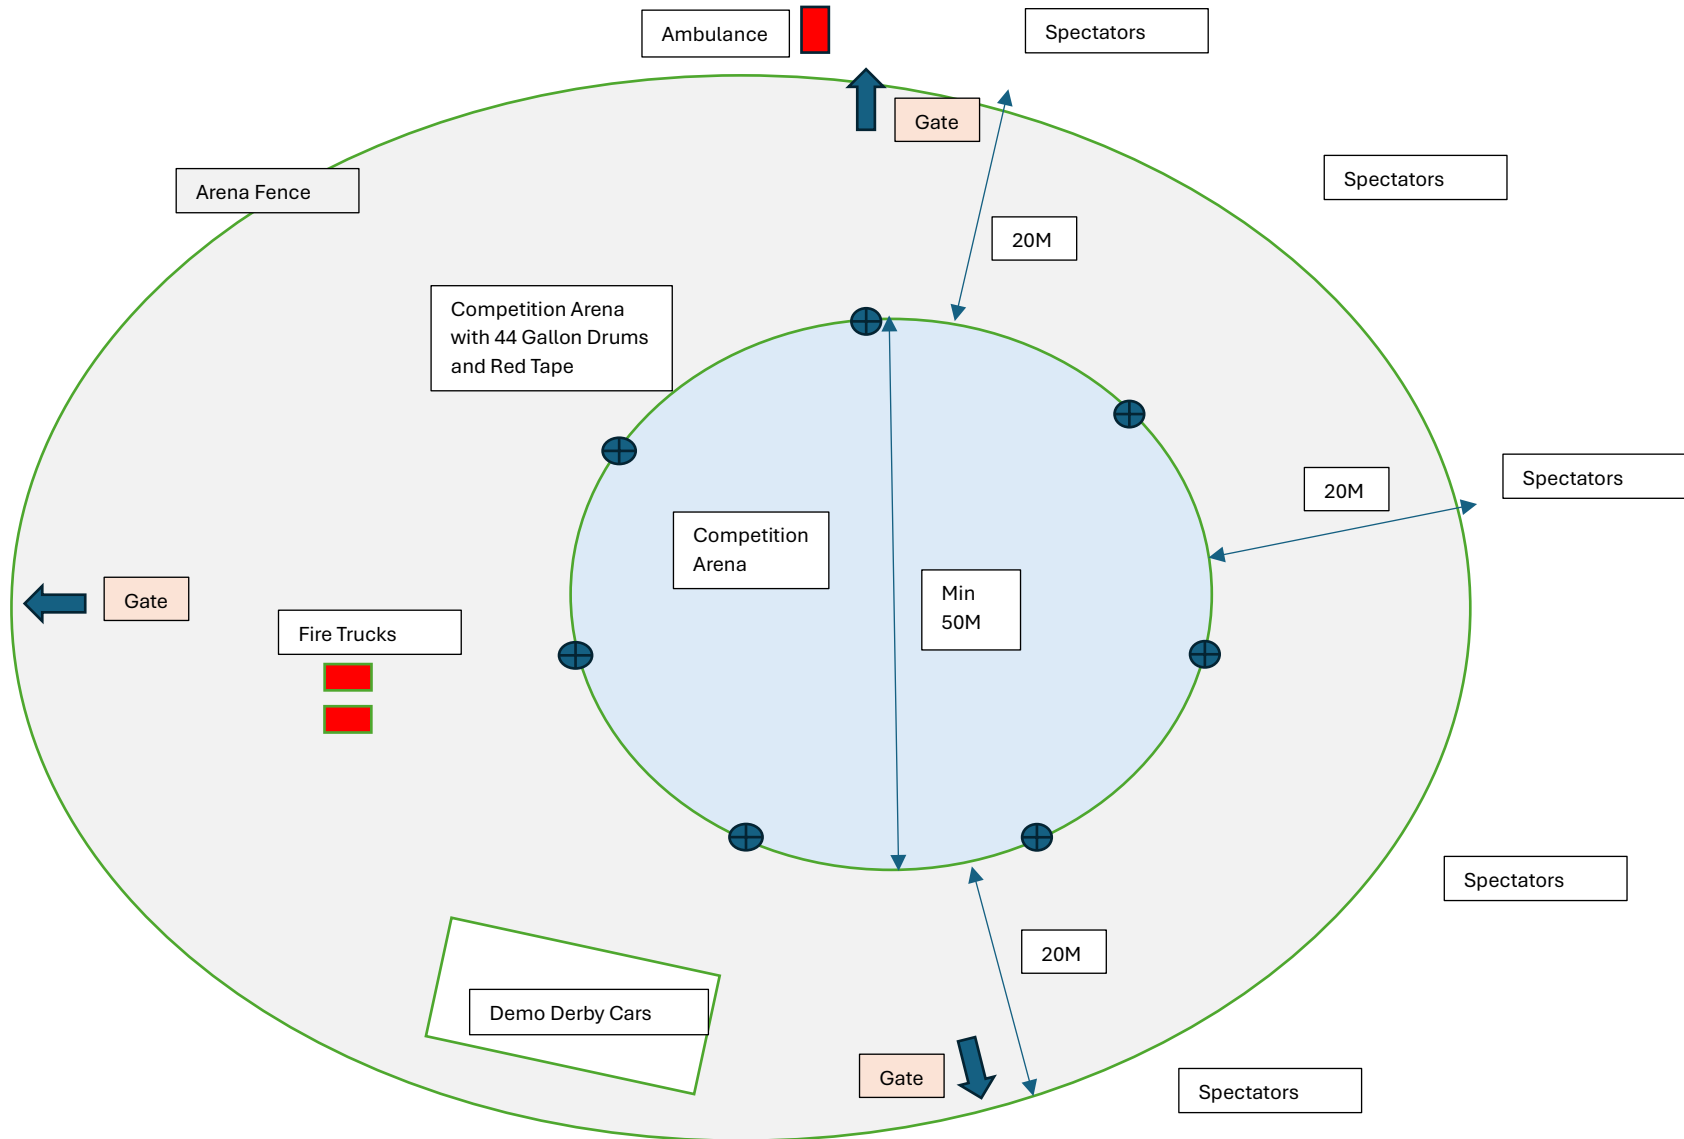 Ambulance
Spectators
Gate
Spectators
Arena Fence
20M
Competition Arena
with 44 Gallon Drums
and Red Tape
Spectators
20M
Competition
Arena
Min
50M
Gate
Fire Trucks
Spectators
20M
Demo Derby Cars
Gate
Spectators